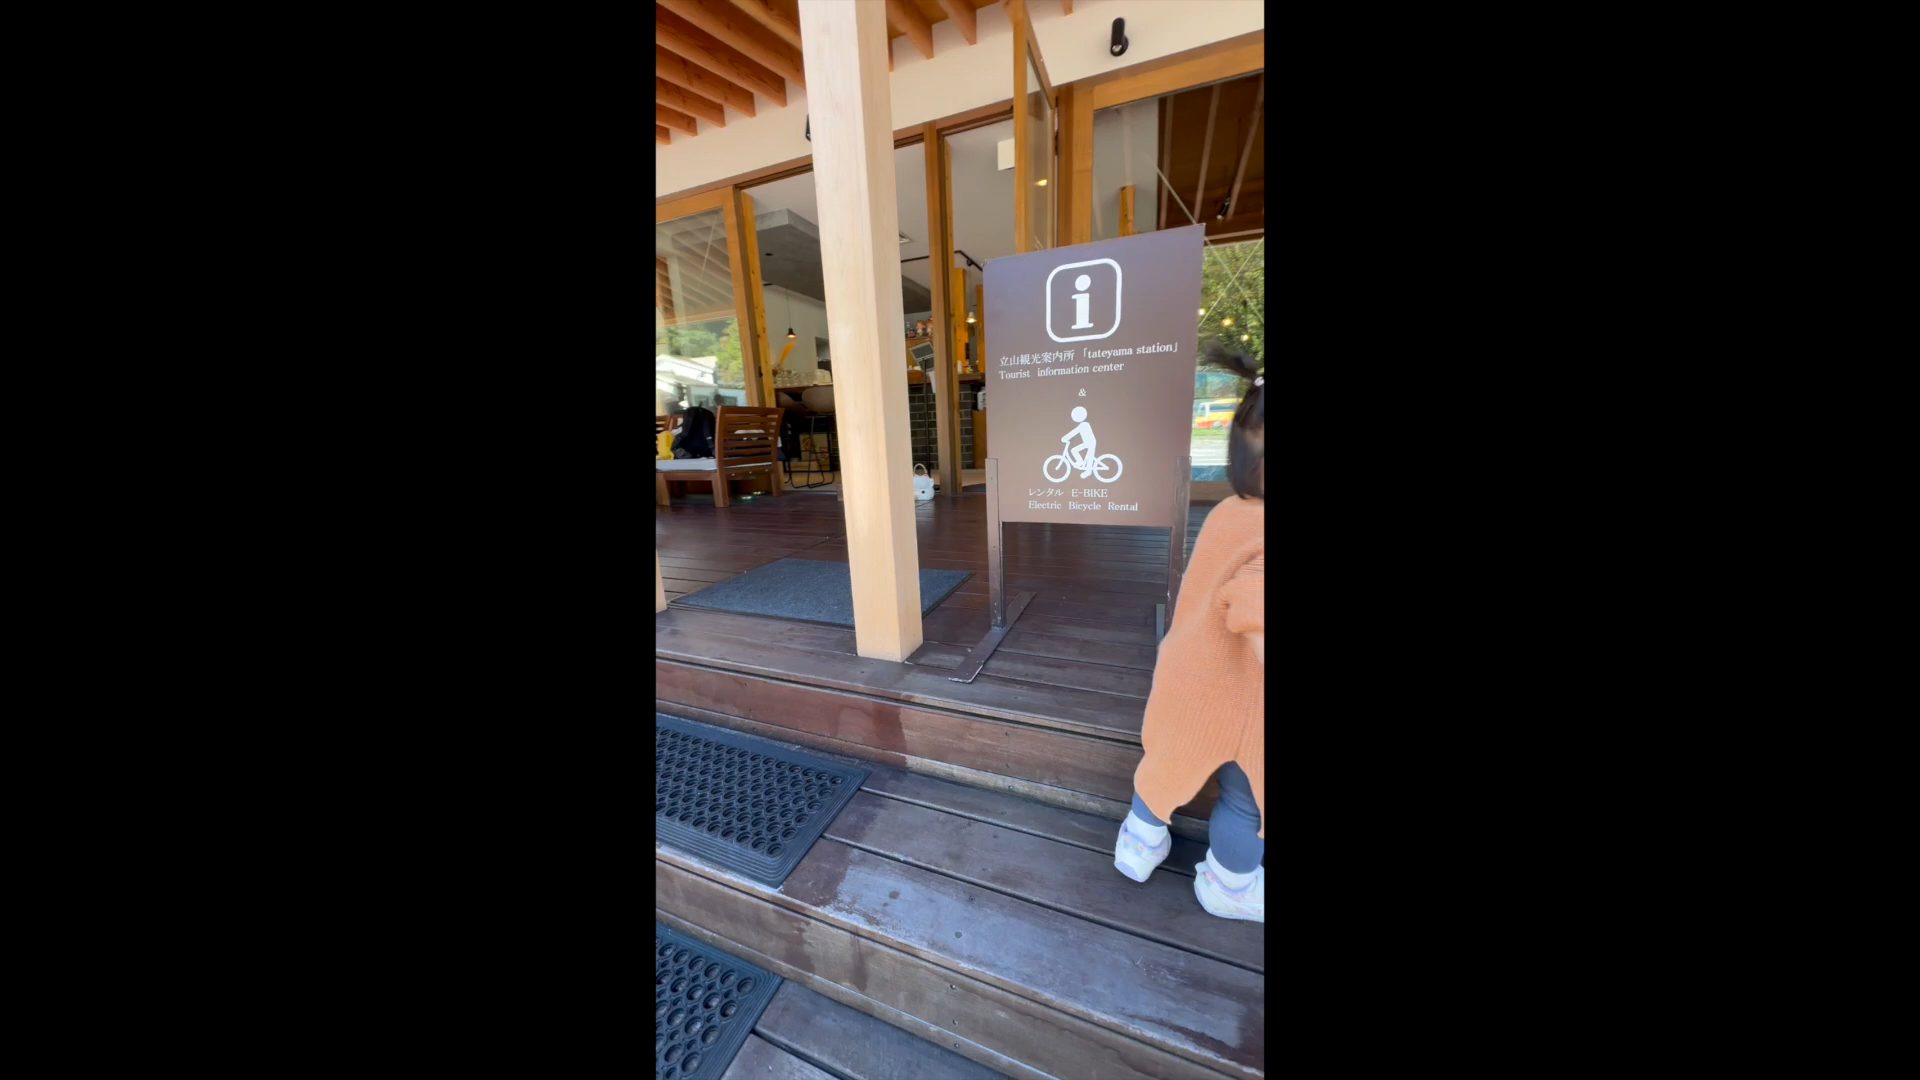 i
立山観光案内所「tateyama station」
Tourist information center
&
レンタル E-BIKE
Electric Bicycle Rental